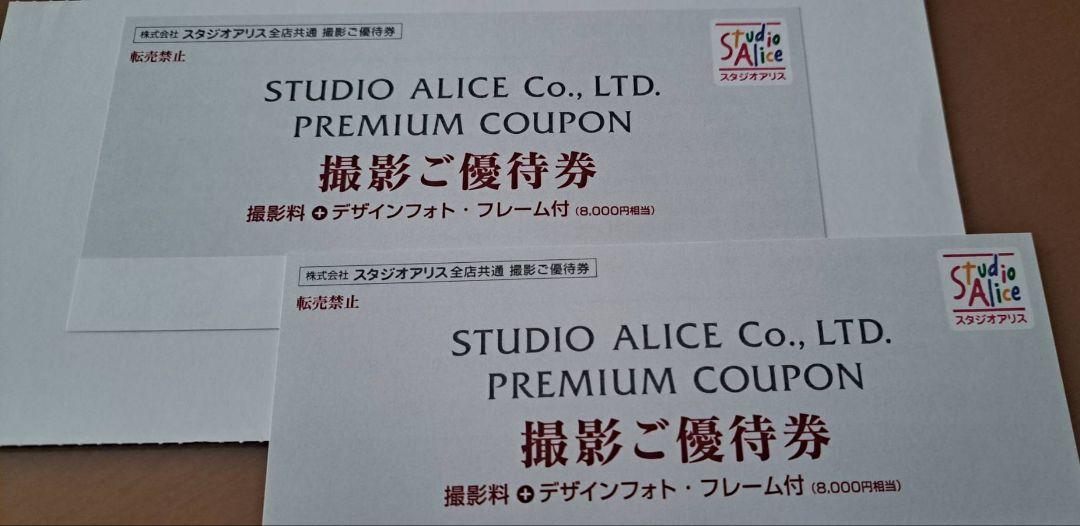 株式会社 スタジオアリス全店共通 撮影ご優待券
転売禁止
Studio
Alice
スタジオアリス
STUDIO ALICE Co., LTD.
PREMIUM COUPON
撮影ご優待券
撮影料+デザインフォト・フレーム付(8,000円相当)
株式会社 スタジオアリス全店共通 撮影ご優待券
転売禁止
Studio
Alice
スタジオアリス
STUDIO ALICE Co., LTD.
PREMIUM COUPON
撮影ご優待券
撮影料+デザインフォト・フレーム付(8,000円相当)